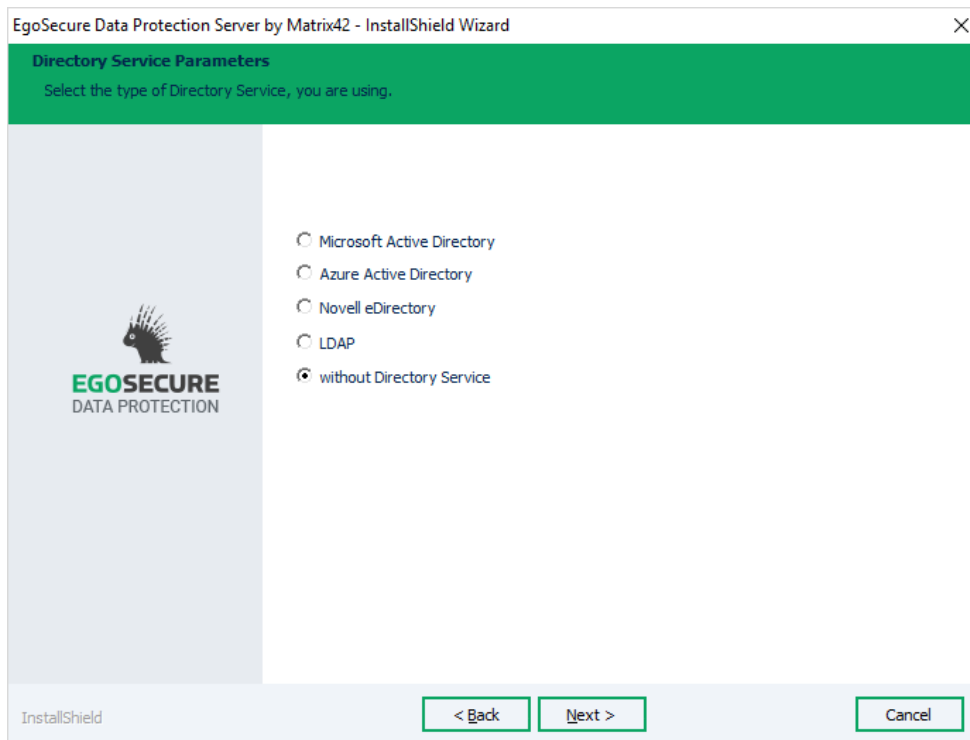 EgoSecure Data Protection Server by Matrix42 - InstallShield Wizard
Directory Service Parameters
Select the type of Directory Service, you are using.
Microsoft Active Directory
Azure Active Directory
Novell eDirectory
LDAP
without Directory Service
EGOSECURE
DATA PROTECTION
InstallShield
< Back
Next >
Cancel